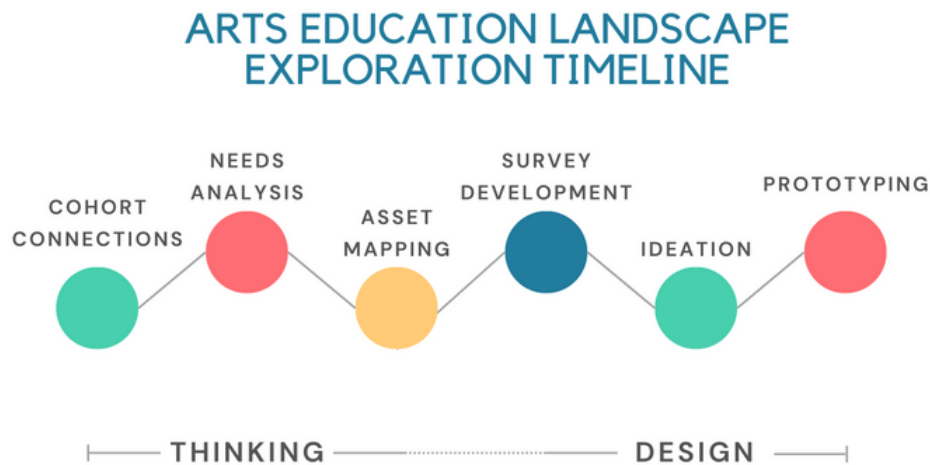 ARTS EDUCATION LANDSCAPE
EXPLORATION TIMELINE
COHORT
CONNECTIONS
NEEDS
ANALYSIS
ASSET
MAPPING
SURVEY
DEVELOPMENT
IDEATION
PROTOTYPING
THINKING
DESIGN